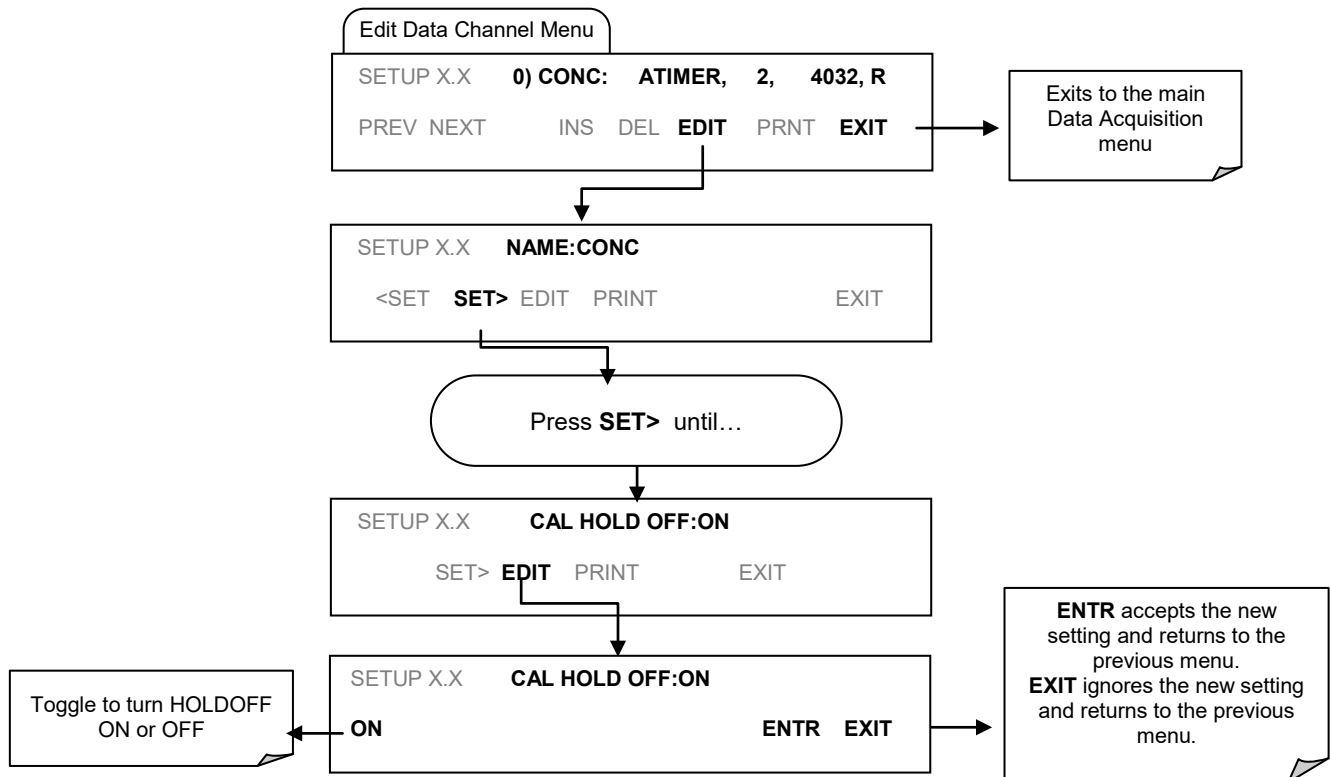 Edit Data Channel Menu
SETUP X.X 0) CONC: ATIMER, 2, 4032, R
PREV NEXT INS DEL EDIT PRNT EXIT
Exits to the main
Data Acquisition
menu
SETUP X.X NAME:CONC
<SET SET> EDIT PRINT EXIT
Press SET> until…
SETUP X.X CAL HOLD OFF:ON
SET> EDIT PRINT EXIT
SETUP X.X CAL HOLD OFF:ON
ON ENTR EXIT
Toggle to turn HOLDOFF
ON or OFF
ENTR accepts the new
setting and returns to the
previous menu.
EXIT ignores the new setting
and returns to the previous
menu.